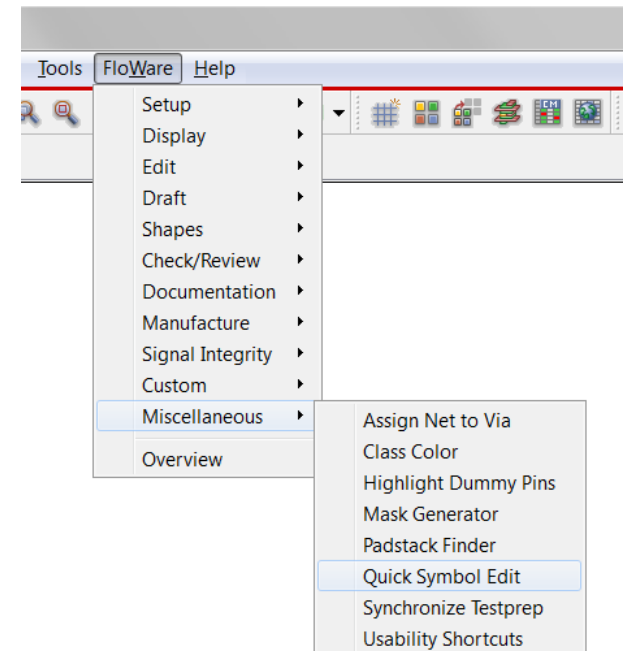 Tools FloWare Help
Setup
Display
Edit
Draft
Shapes
Check/Review
Documentation
Manufacture
Signal Integrity
Custom
Miscellaneous
Overview
Assign Net to Via
Class Color
Highlight Dummy Pins
Mask Generator
Padstack Finder
Quick Symbol Edit
Synchronize Testprep
Usability Shortcuts
CM